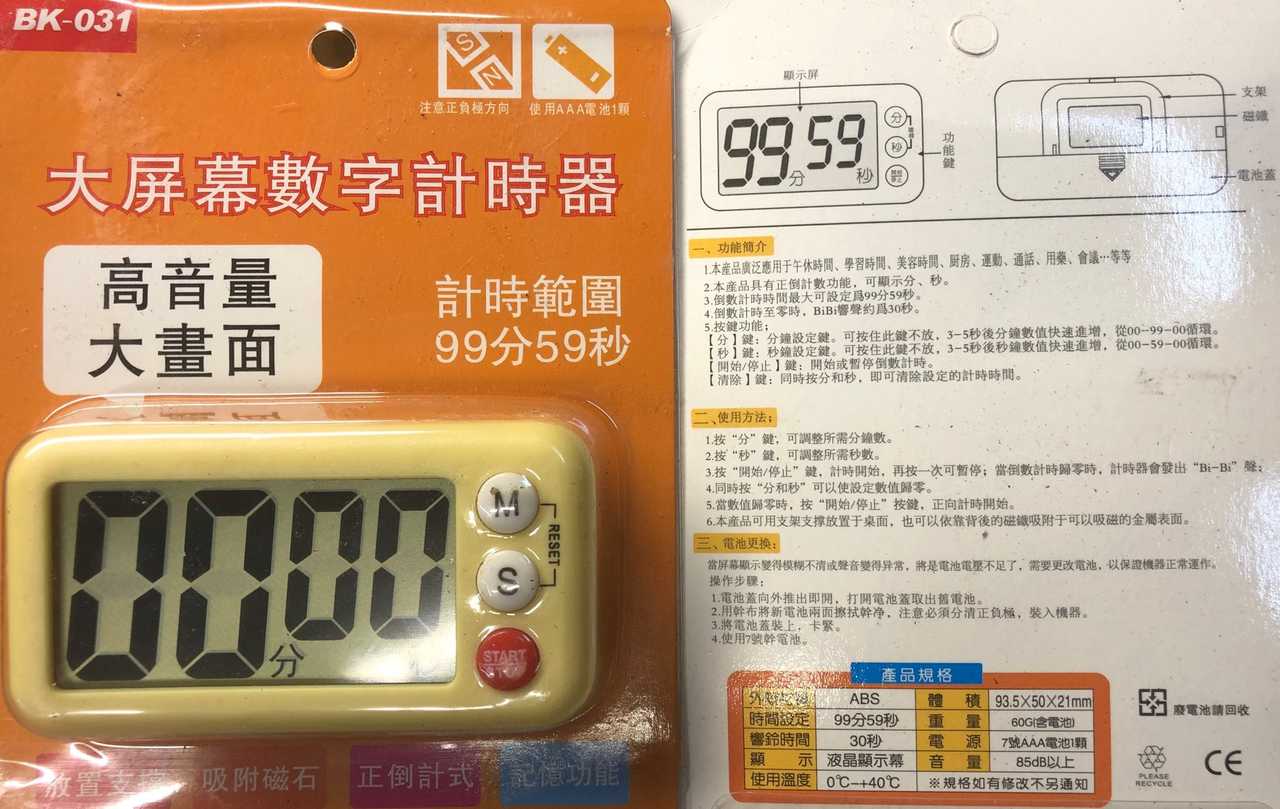 BK-031
注意正負極方向
使用AAA電池1顆
大屏幕數字計時器
高音量
大畫面
計時範圍
99分59秒
00 00
分
M
S
RESET
START
放置支撐
吸附磁石
正倒計式
記憶功能
顯示屏
99 59
分 秒
分
秒
功能鍵
支架
磁鐵
電池蓋
一、功能簡介
1.本産品廣泛應用于午休時間、學習時間、美容時間、厨房、運動、通話、用藥、會議…等等
2.本産品具有正倒計數功能，可顯示分、秒。
3.倒數計時時間最大可設定爲99分59秒。
4.倒數計時至零時，BiBi響聲約爲30秒。
5.按鍵功能；
【分】鍵：分鐘設定鍵。可按住此鍵不放，3-5秒後分鐘數值快速進增，從00-99-00循環。
【秒】鍵：秒鐘設定鍵。可按住此鍵不放，3-5秒後秒鐘數值快速進增，從00-59-00循環。
【開始/停止】鍵：開始或暫停倒數計時。
【清除】鍵：同時按分和秒，即可清除設定的計時時間。
二、使用方法；
1.按“分”鍵，可調整所需分鐘數。
2.按“秒”鍵，可調整所需秒數。
3.按“開始/停止”鍵，計時開始，再按一次可暫停；當倒數計時歸零時，計時器會發出“Bi-Bi”聲；
4.同時按“分和秒”可以使設定數值歸零。
5.當數值歸零時，按“開始/停止”按鍵，正向計時開始。
6.本産品可用支架支撐放置于桌面，也可以依靠背後的磁鐵吸附于可以吸磁的金屬表面。
三、電池更換：
當屏幕顯示變得模糊不清或聲音變得异常，將是電池電壓不足了，需要更改電池，以保證機器正常運作。
操作步驟；
1.電池蓋向外推出即開，打開電池蓋取出舊電池。
2.用幹布將新電池兩面擦拭幹净，注意必須分清正負極，裝入機器。
3.將電池蓋裝上，卡緊。
4.使用7號幹電池。
產品規格
ABS 體積 93.5×50×21mm
時間設定 99分59秒 重量 60G(含電池)
響鈴時間 30秒 電源 7號AAA電池1顆
顯示 液晶顯示幕 音量 85dB以上
使用溫度 0℃-+40℃ ※規格如有修改不另通知
廢電池請回收
PLEASE
RECYCLE
CE